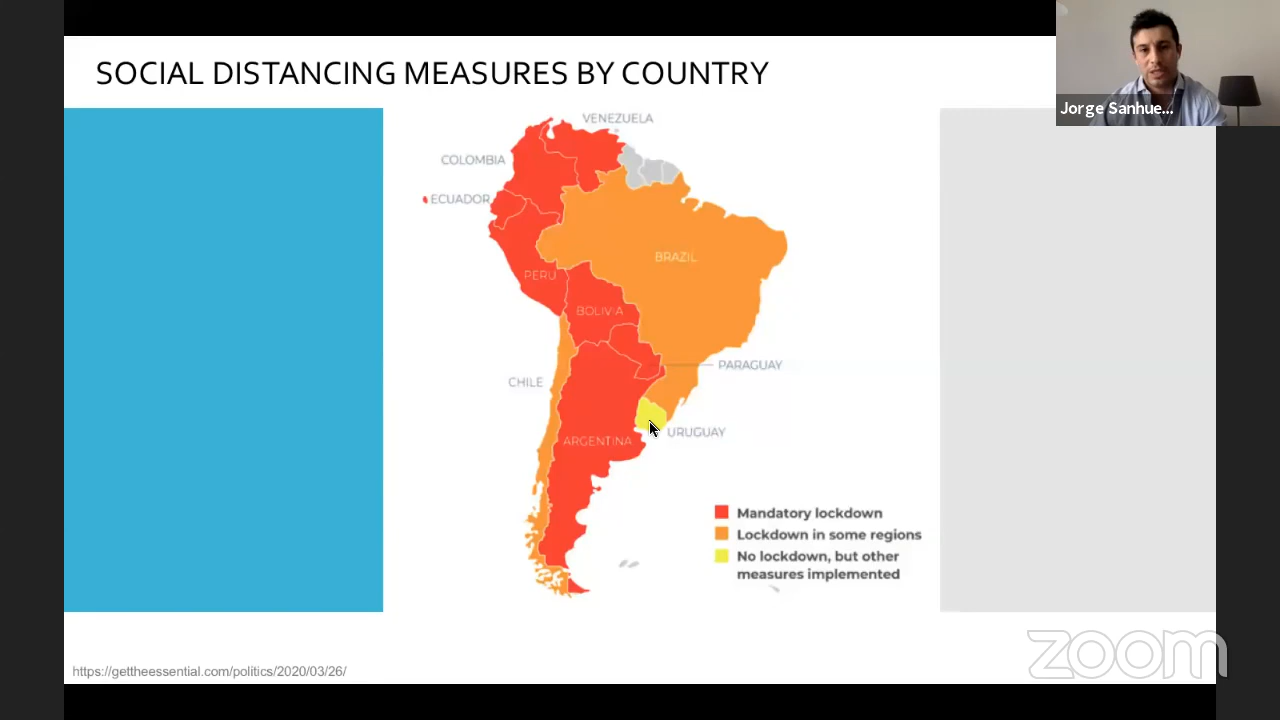 SOCIAL DISTANCING MEASURES BY COUNTRY
Jorge Sanhue...
VENEZUELA
COLOMBIA
ECUADOR
BRAZIL
PERU
BOLIVIA
PARAGUAY
CHILE
URUGUAY
ARGENTINA
Mandatory lockdown
Lockdown in some regions
No lockdown, but other
measures implemented
https://gettheessential.com/politics/2020/03/26/
zoom